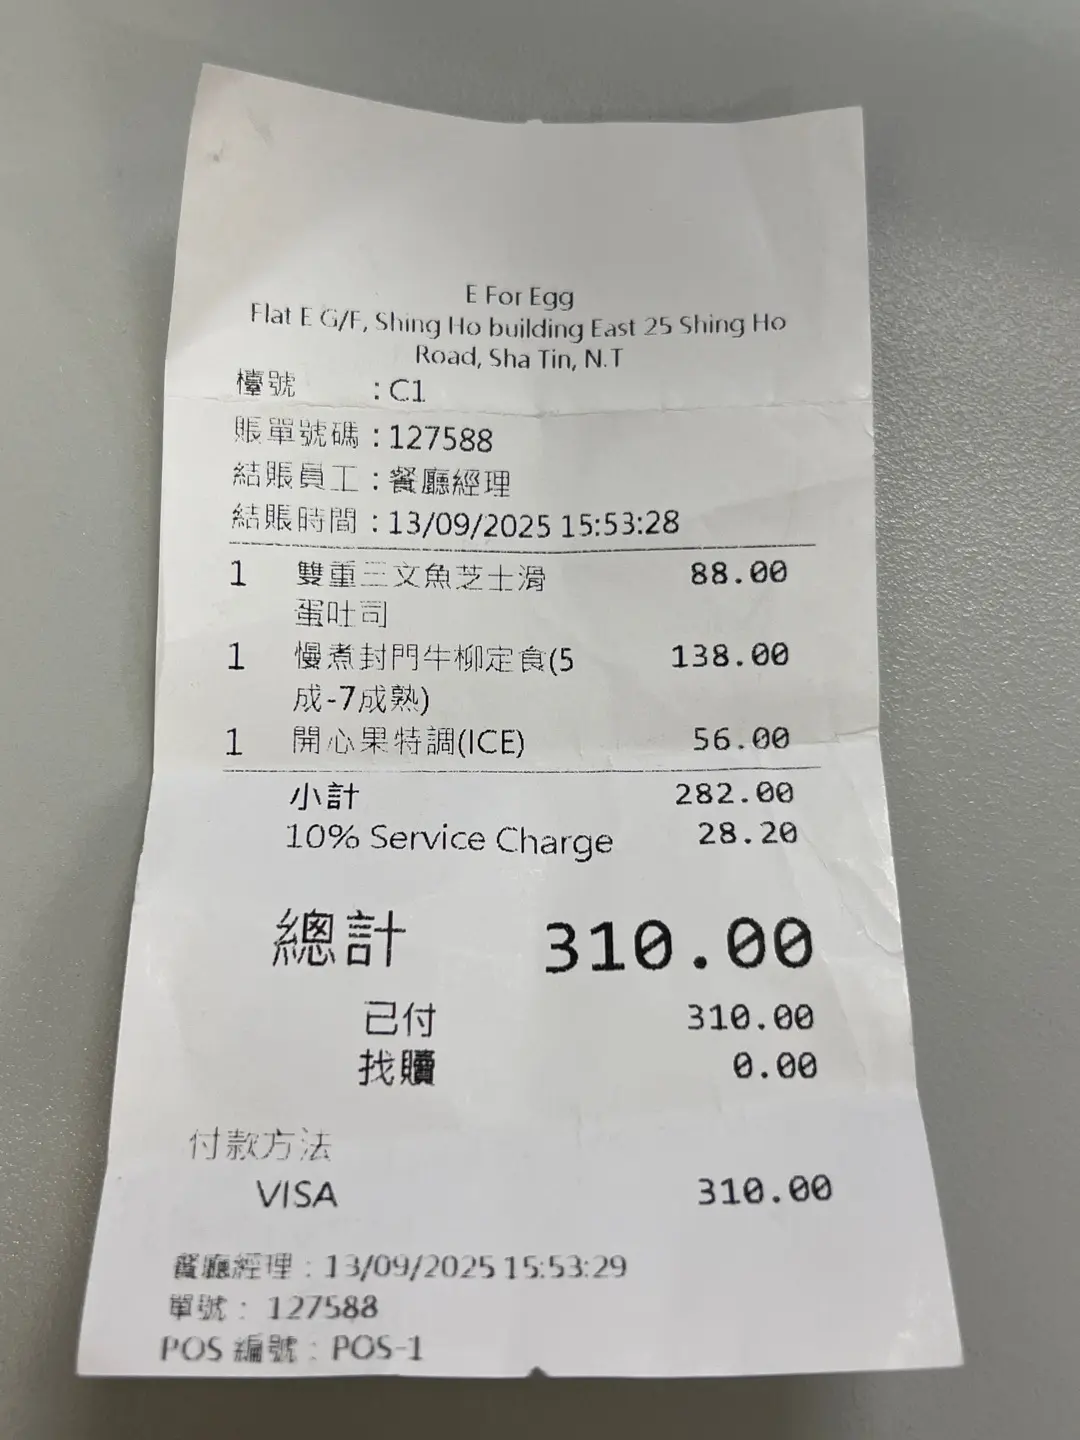 E For Egg
Flat E G/F, Shing Ho building East 25 Shing Ho
Road, Sha Tin, N.T
檯號 : C1
賬單號碼 : 127588
結賬員工 : 餐廳經理
結賬時間 : 13/09/2025 15:53:28
1 雙重三文魚芝士滑 88.00
蛋吐司
1 慢煮封門牛柳定食(5 138.00
成-7成熟)
1 開心果特調(ICE) 56.00
小計 282.00
10% Service Charge 28.20
總計 310.00
已付 310.00
找贖 0.00
付款方法
VISA 310.00
餐廳經理 : 13/09/2025 15:53:29
單號 : 127588
POS 編號 : POS-1